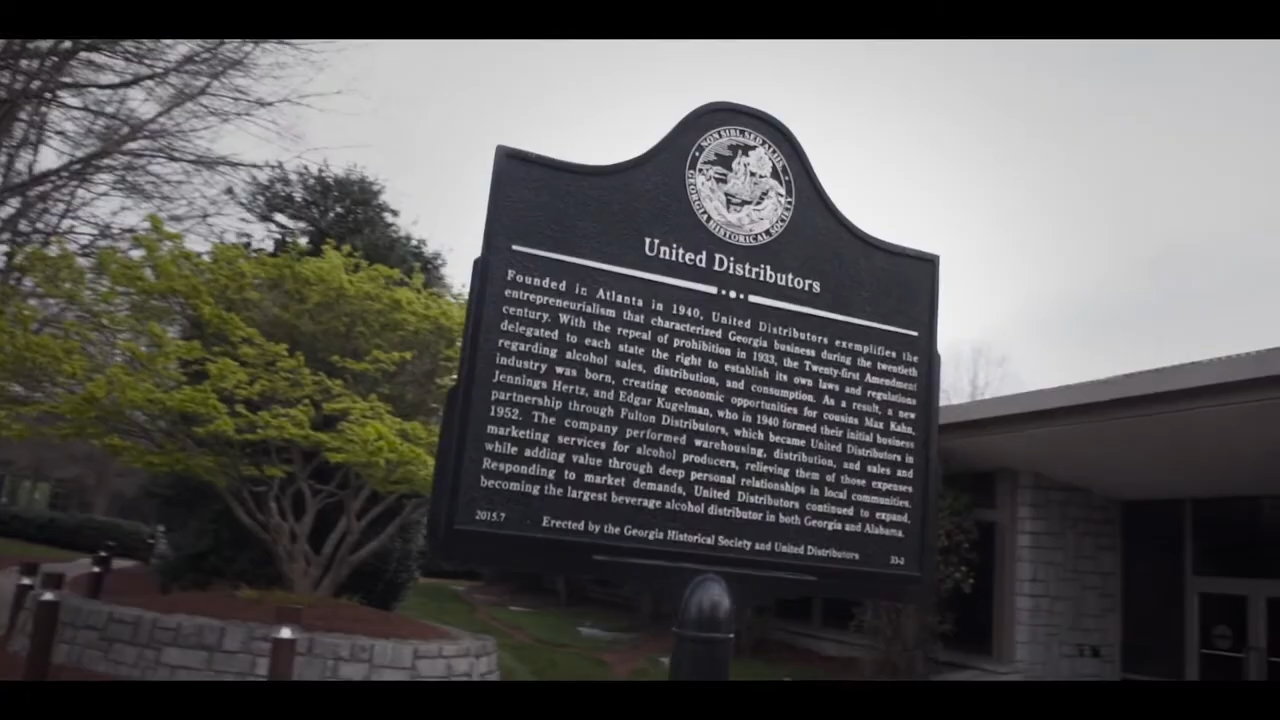 NON SIBI, SED ALIIS
GEORGIA HISTORICAL SOCIETY
United Distributors
Founded in Atlanta in 1940, United Distributors exemplifies the
entrepreneurialism that characterized Georgia business during the twentieth
century. With the repeal of prohibition in 1933, the Twenty-first Amendment
delegated to each state the right to establish its own laws and regulations
regarding alcohol sales, distribution, and consumption. As a result, a new
industry was born, creating economic opportunities for cousins Max Kahn,
Jennings Hertz, and Edgar Kugelman, who in 1940 formed their initial business
partnership through Fulton Distributors, which became United Distributors in
1952. The company performed warehousing, distribution, and sales and
marketing services for alcohol producers, relieving them of those expenses
while adding value through deep personal relationships in local communities.
Responding to market demands, United Distributors continued to expand,
becoming the largest beverage alcohol distributor in both Georgia and Alabama.
2015.7 Erected by the Georgia Historical Society and United Distributors 33-2